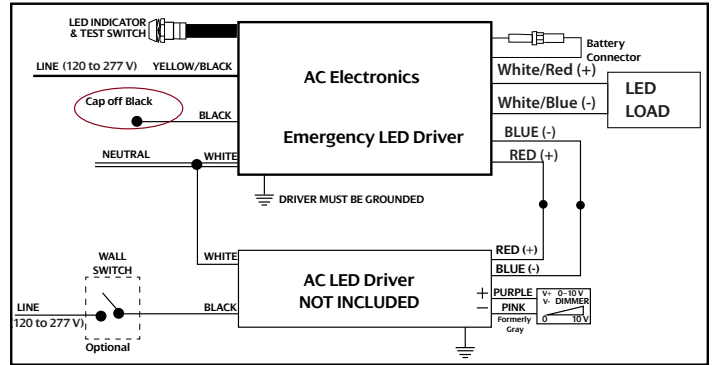 LED INDICATOR
& TEST SWITCH
LINE (120 to 277 V) YELLOW/BLACK
Cap off Black
BLACK
NEUTRAL
WHITE
AC Electronics
Emergency LED Driver
DRIVER MUST BE GROUNDED
Battery
Connector
White/Red (+)
White/Blue (-)
LED
LOAD
BLUE (-)
RED (+)
WALL
SWITCH
WHITE
LINE
(120 to 277 V)
BLACK
Optional
AC LED Driver
NOT INCLUDED
RED (+)
BLUE (-)
+ PURPLE
− PINK
Formerly
Gray
V+ 0-10 V
V- DIMMER
0 10 V